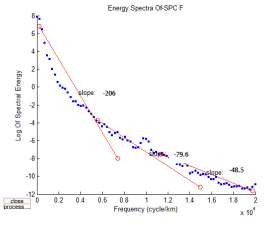 Energy Spectra Of-SPC F
Log Of Spectral Energy
8
6
4
2
0
-2
-4
-6
-8
-10
-12
slope: -206
-79.6
slope: -48.5
0 0.2 0.4 0.6 0.8 1 1.2 1.4 1.6 1.8 2
x 10
Frequency (cycle/km)
close
process...